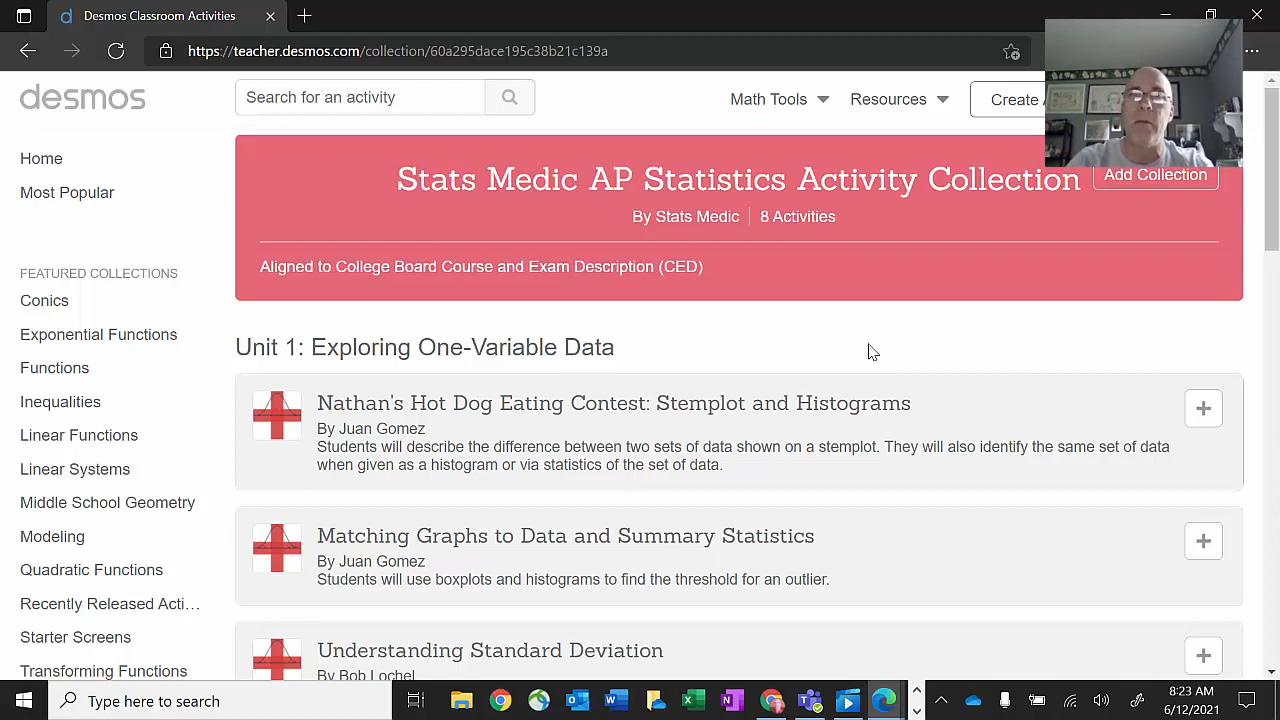 Desmos Classroom Activities
https://teacher.desmos.com/collection/60a295dace195c38b21c139a
desmos
Search for an activity
Math Tools
Resources
Create A
Home
Most Popular
FEATURED COLLECTIONS
Conics
Exponential Functions
Functions
Inequalities
Linear Functions
Linear Systems
Middle School Geometry
Modeling
Quadratic Functions
Recently Released Acti…
Starter Screens
Transforming Functions
Stats Medic AP Statistics Activity Collection
Add Collection
By Stats Medic
8 Activities
Aligned to College Board Course and Exam Description (CED)
Unit 1: Exploring One-Variable Data
Nathan's Hot Dog Eating Contest: Stemplot and Histograms
By Juan Gomez
Students will describe the difference between two sets of data shown on a stemplot. They will also identify the same set of data
when given as a histogram or via statistics of the set of data.
Matching Graphs to Data and Summary Statistics
By Juan Gomez
Students will use boxplots and histograms to find the threshold for an outlier.
Understanding Standard Deviation
By Bob Lochel
Type here to search
8:23 AM
6/12/2021